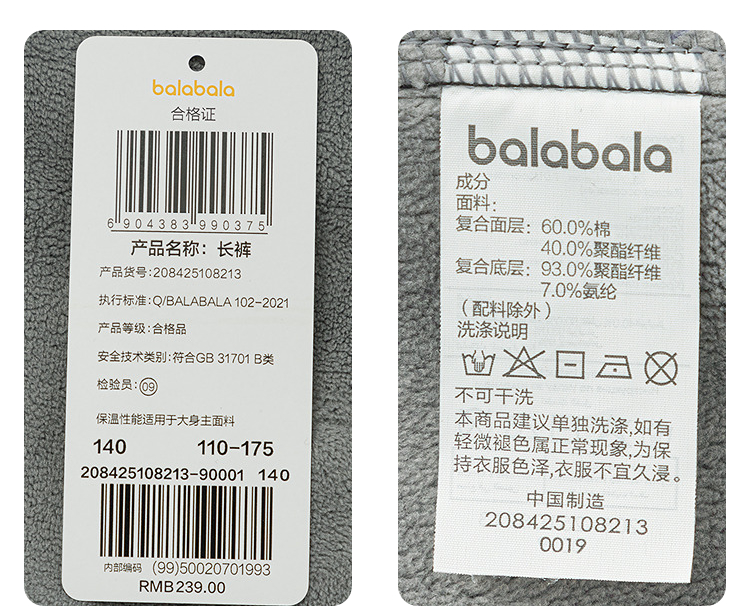 balabala
合格证
6 904383 990375
产品名称：长裤
产品货号:208425108213
执行标准:Q/BALABALA 102-2021
产品等级:合格品
安全技术类别:符合GB 31701 B类
检验员:09
保温性能适用于大身主面料
140 110-175
208425108213-90001 140
内部编码 (99)50020701993
RMB239.00
balabala
成分
面料:
复合面层: 60.0%棉
40.0%聚酯纤维
复合底层: 93.0%聚酯纤维
7.0%氨纶
（配料除外）
洗涤说明
不可干洗
本商品建议单独洗涤,如有
轻微褪色属正常现象,为保
持衣服色泽,衣服不宜久浸。
中国制造
208425108213
0019